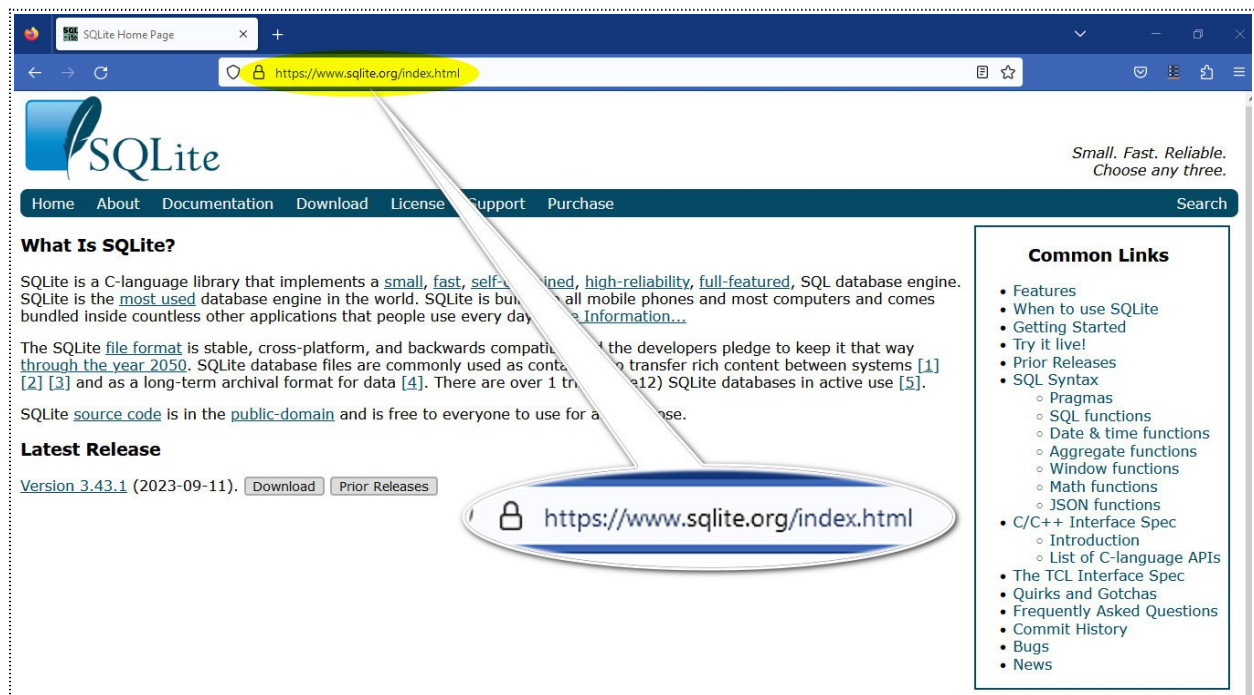 SQLite Home Page
https://www.sqlite.org/index.html
SQLite
Small. Fast. Reliable.
Choose any three.
Home About Documentation Download License Support Purchase Search
What Is SQLite?
SQLite is a C-language library that implements a small, fast, self-contained, high-reliability, full-featured, SQL database engine.
SQLite is the most used database engine in the world. SQLite is all mobile phones and most computers and comes
bundled inside countless other applications that people use every day Information...
The SQLite file format is stable, cross-platform, and backwards the developers pledge to keep it that way
through the year 2050. SQLite database files are commonly used as to transfer rich content between systems [1]
[2] [3] and as a long-term archival format for data [4]. There are over 1 SQLite databases in active use [5].
SQLite source code is in the public-domain and is free to everyone to use for
Latest Release
Version 3.43.1 (2023-09-11). Download Prior Releases
https://www.sqlite.org/index.html
Common Links
Features
When to use SQLite
Getting Started
Try it live!
Prior Releases
SQL Syntax
Pragmas
SQL functions
Date & time functions
Aggregate functions
Window functions
Math functions
JSON functions
C/C++ Interface Spec
Introduction
List of C-language APIs
The TCL Interface Spec
Quirks and Gotchas
Frequently Asked Questions
Commit History
Bugs
News